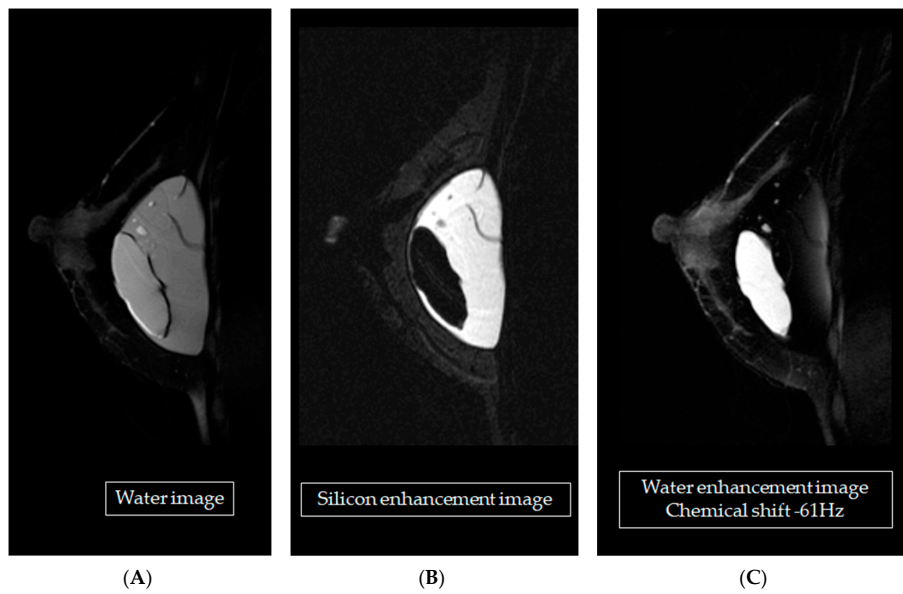 Water image
Silicon enhancement image
Water enhancement image
Chemical shift -61Hz
(A)
(B)
(C)